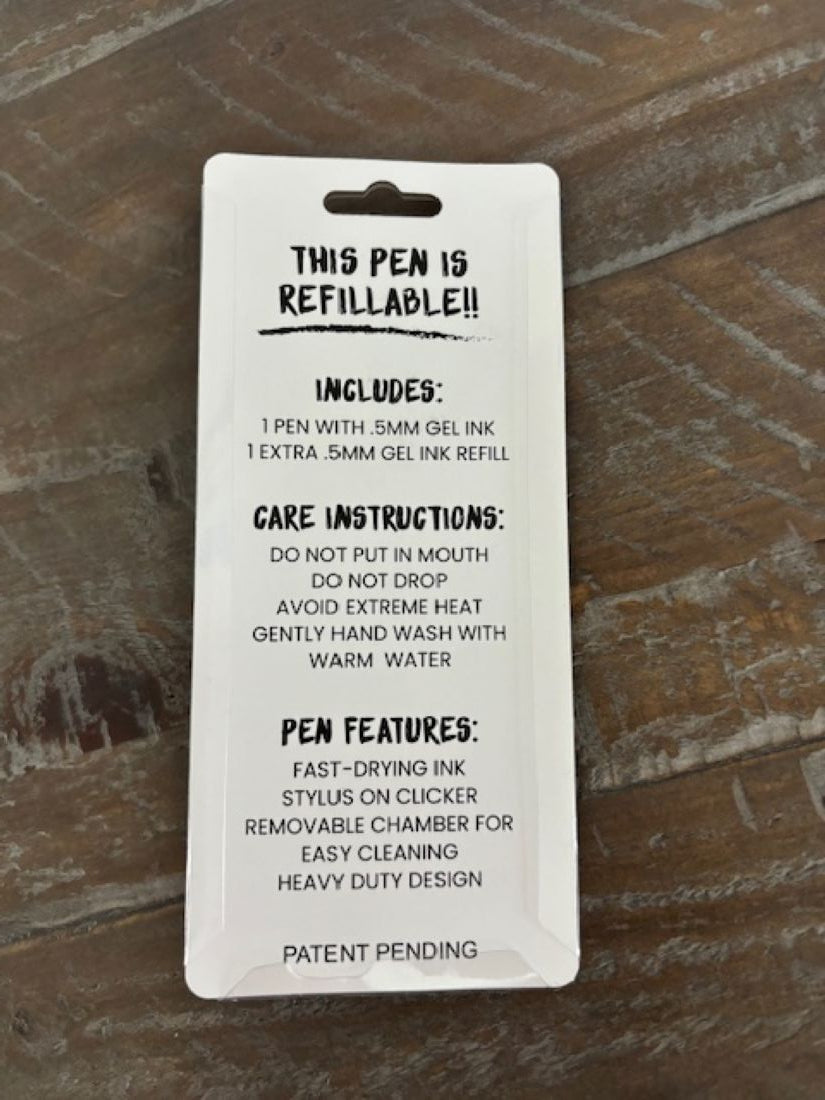 THIS PEN IS
REFILLABLE!!
INCLUDES:
1 PEN WITH .5MM GEL INK
1 EXTRA .5MM GEL INK REFILL
CARE INSTRUCTIONS:
DO NOT PUT IN MOUTH
DO NOT DROP
AVOID EXTREME HEAT
GENTLY HAND WASH WITH
WARM WATER
PEN FEATURES:
FAST-DRYING INK
STYLUS ON CLICKER
REMOVABLE CHAMBER FOR
EASY CLEANING
HEAVY DUTY DESIGN
PATENT PENDING